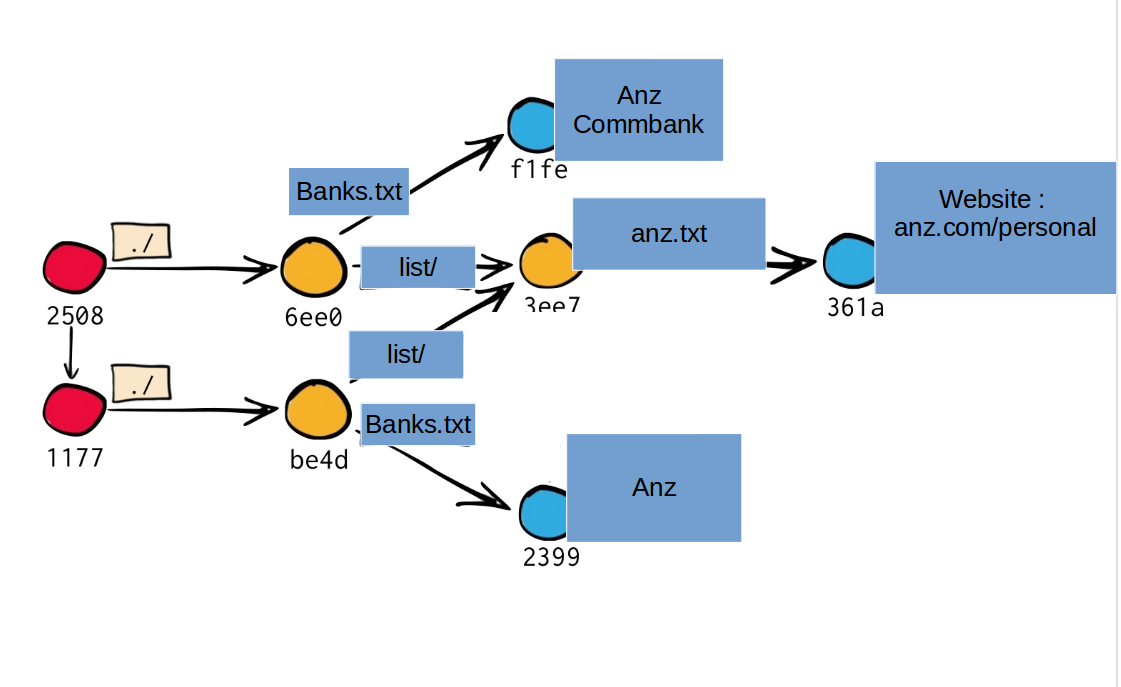 Anz
Commbank
f1fe
Banks.txt
Website :
anz.com/personal
./
list/
anz.txt
2508
6ee0
3ee7
361a
list/
./
Banks.txt
1177
be4d
Anz
2399